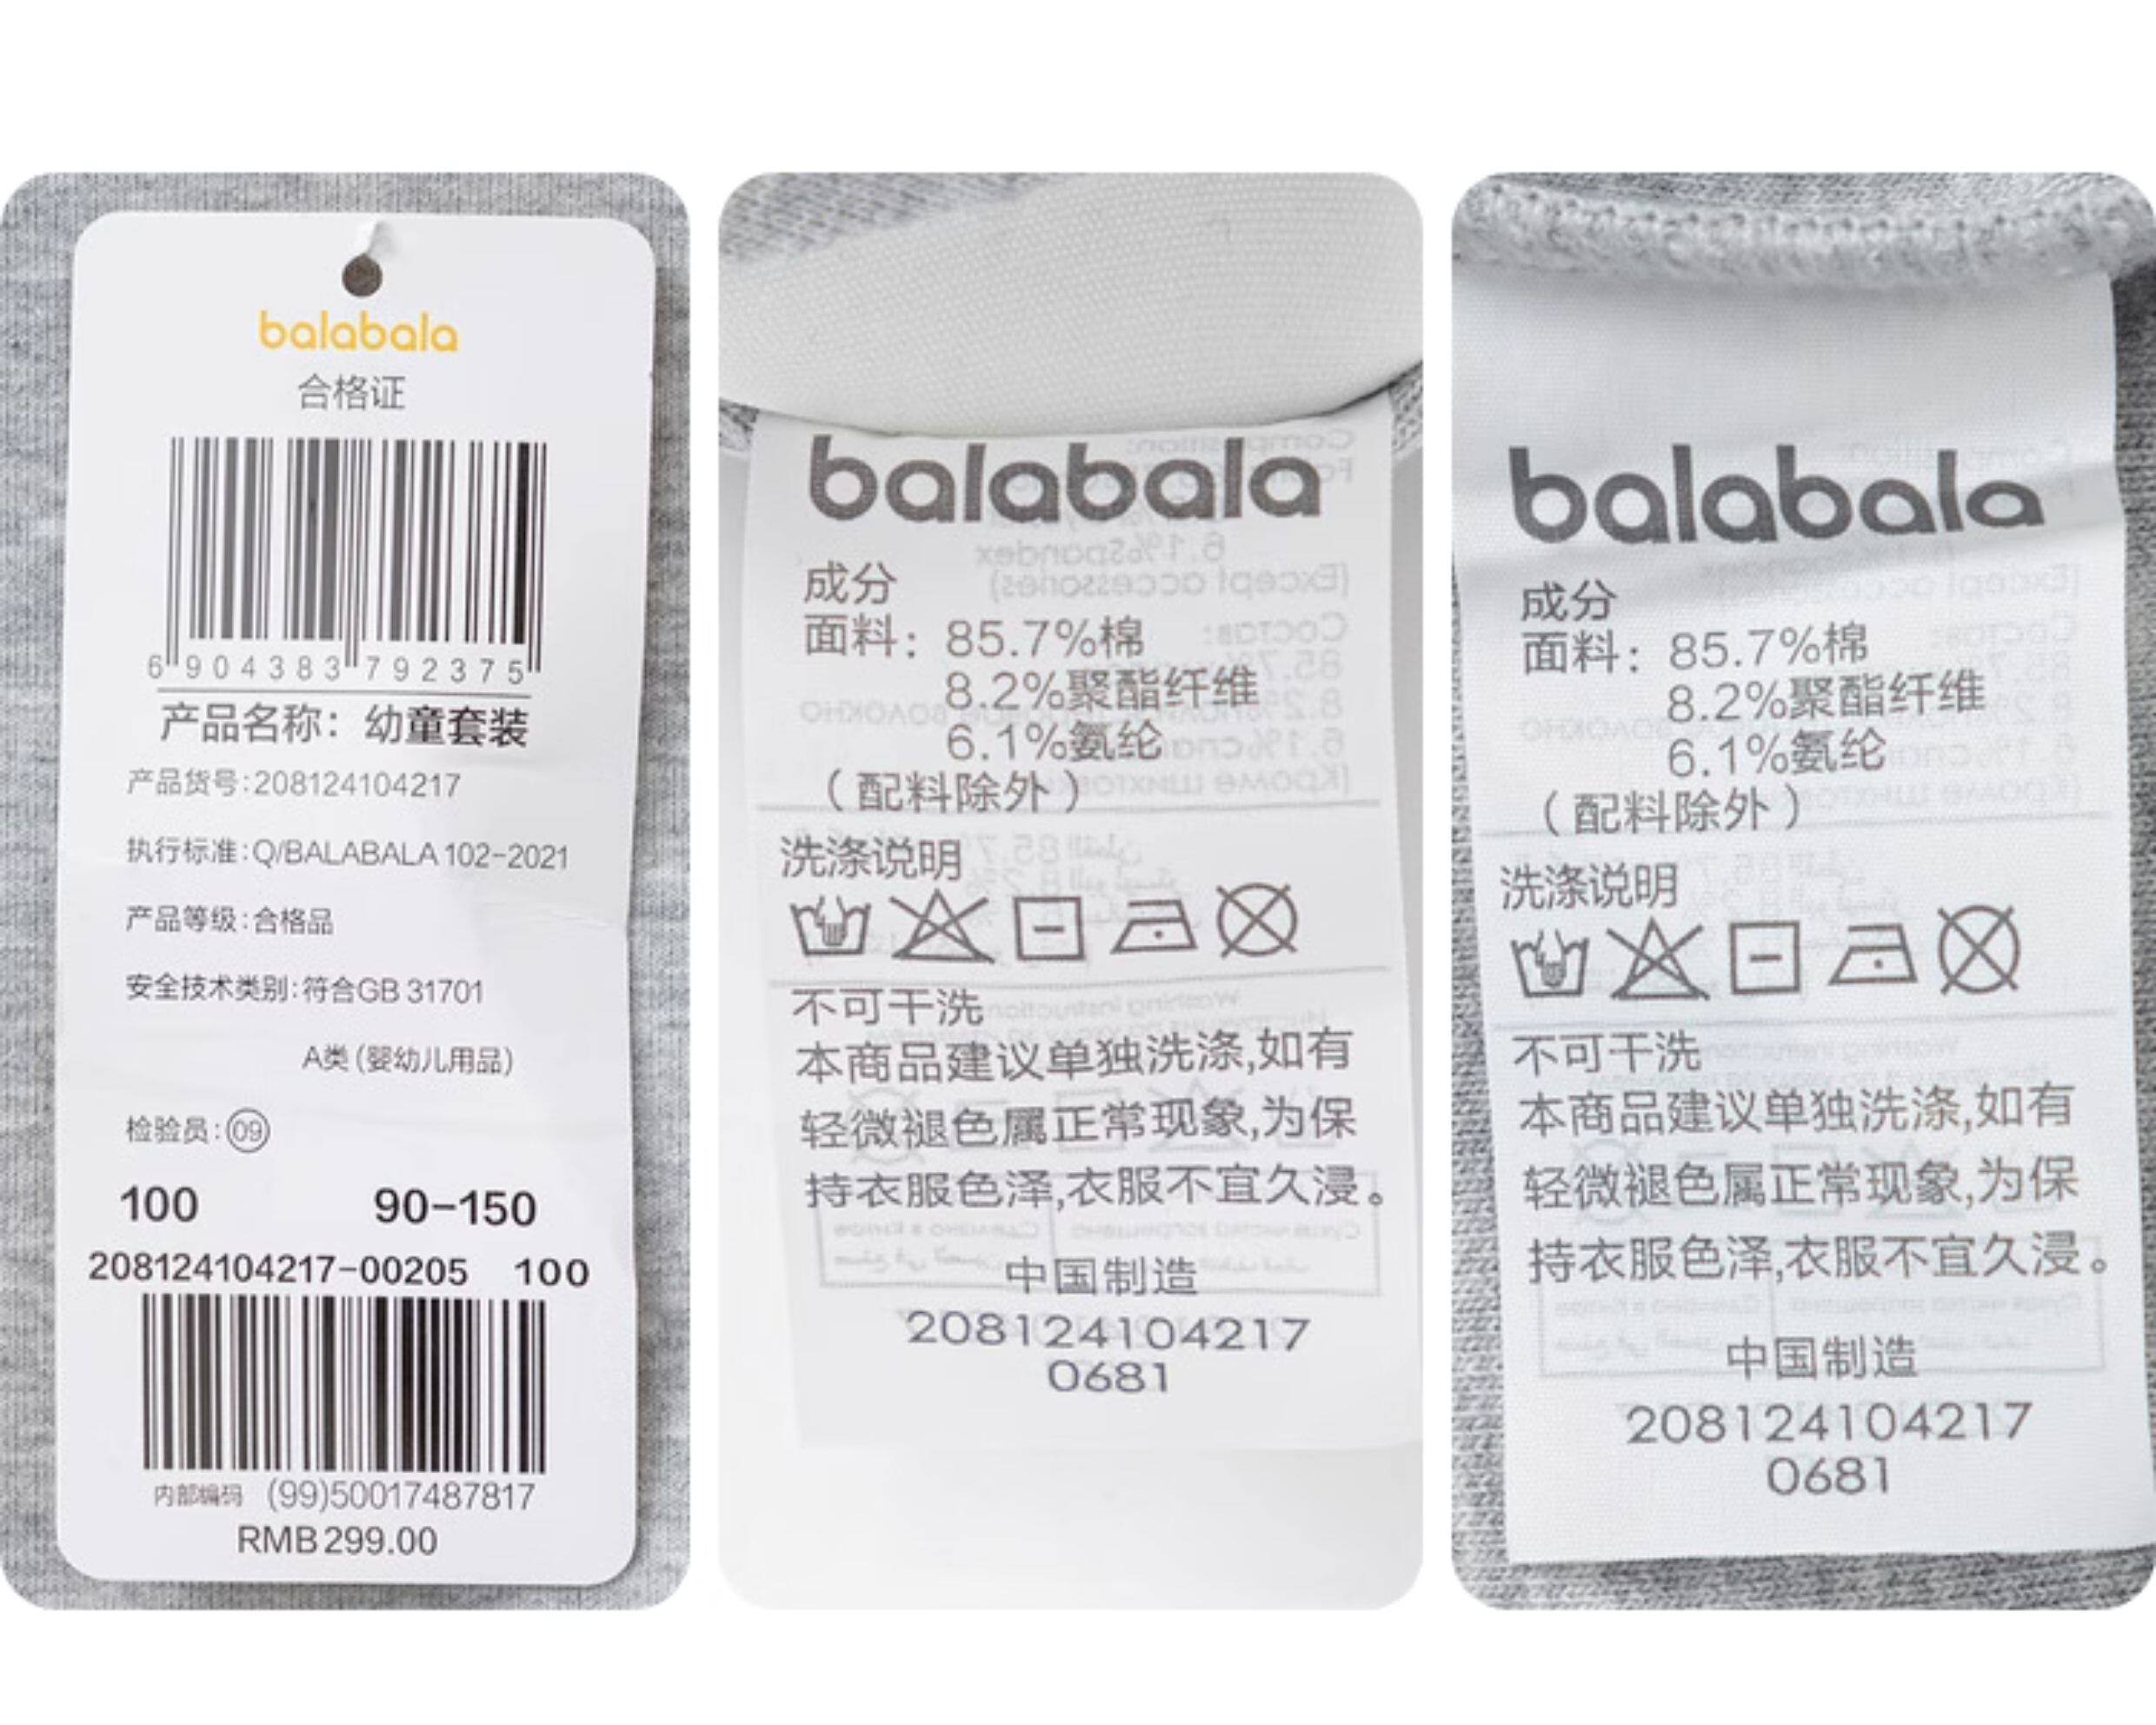 balabala
合格证
6 904383 792375
产品名称：幼童套装
产品货号:208124104217
执行标准:Q/BALABALA 102-2021
产品等级:合格品
安全技术类别:符合GB 31701
A类 (婴幼儿用品)
检验员:09
100 90-150
208124104217-00205 100
内部编码 (99)50017487817
RMB 299.00
balabala
成分
面料：85.7%棉
8.2%聚酯纤维
6.1%氨纶
（配料除外）
洗涤说明
不可干洗
本商品建议单独洗涤,如有
轻微褪色属正常现象,为保
持衣服色泽,衣服不宜久浸。
中国制造
208124104217
0681
balabala
成分
面料：85.7%棉
8.2%聚酯纤维
6.1%氨纶
（配料除外）
洗涤说明
不可干洗
本商品建议单独洗涤,如有
轻微褪色属正常现象,为保
持衣服色泽,衣服不宜久浸。
中国制造
208124104217
0681